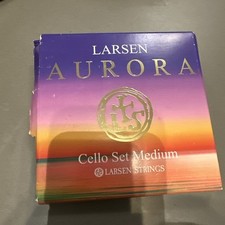 LARSEN
AURORA
Cello Set Medium
LARSEN STRINGS